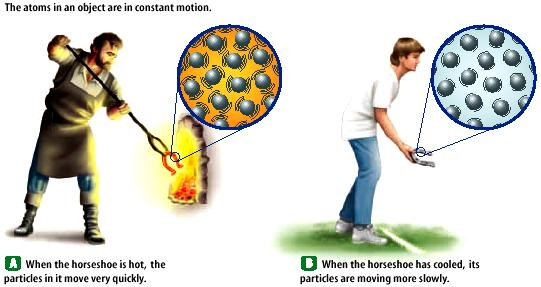 The atoms in an object are in constant motion.
A When the horseshoe is hot, the
particles in it move very quickly.
B When the horseshoe has cooled, its
particles are moving more slowly.